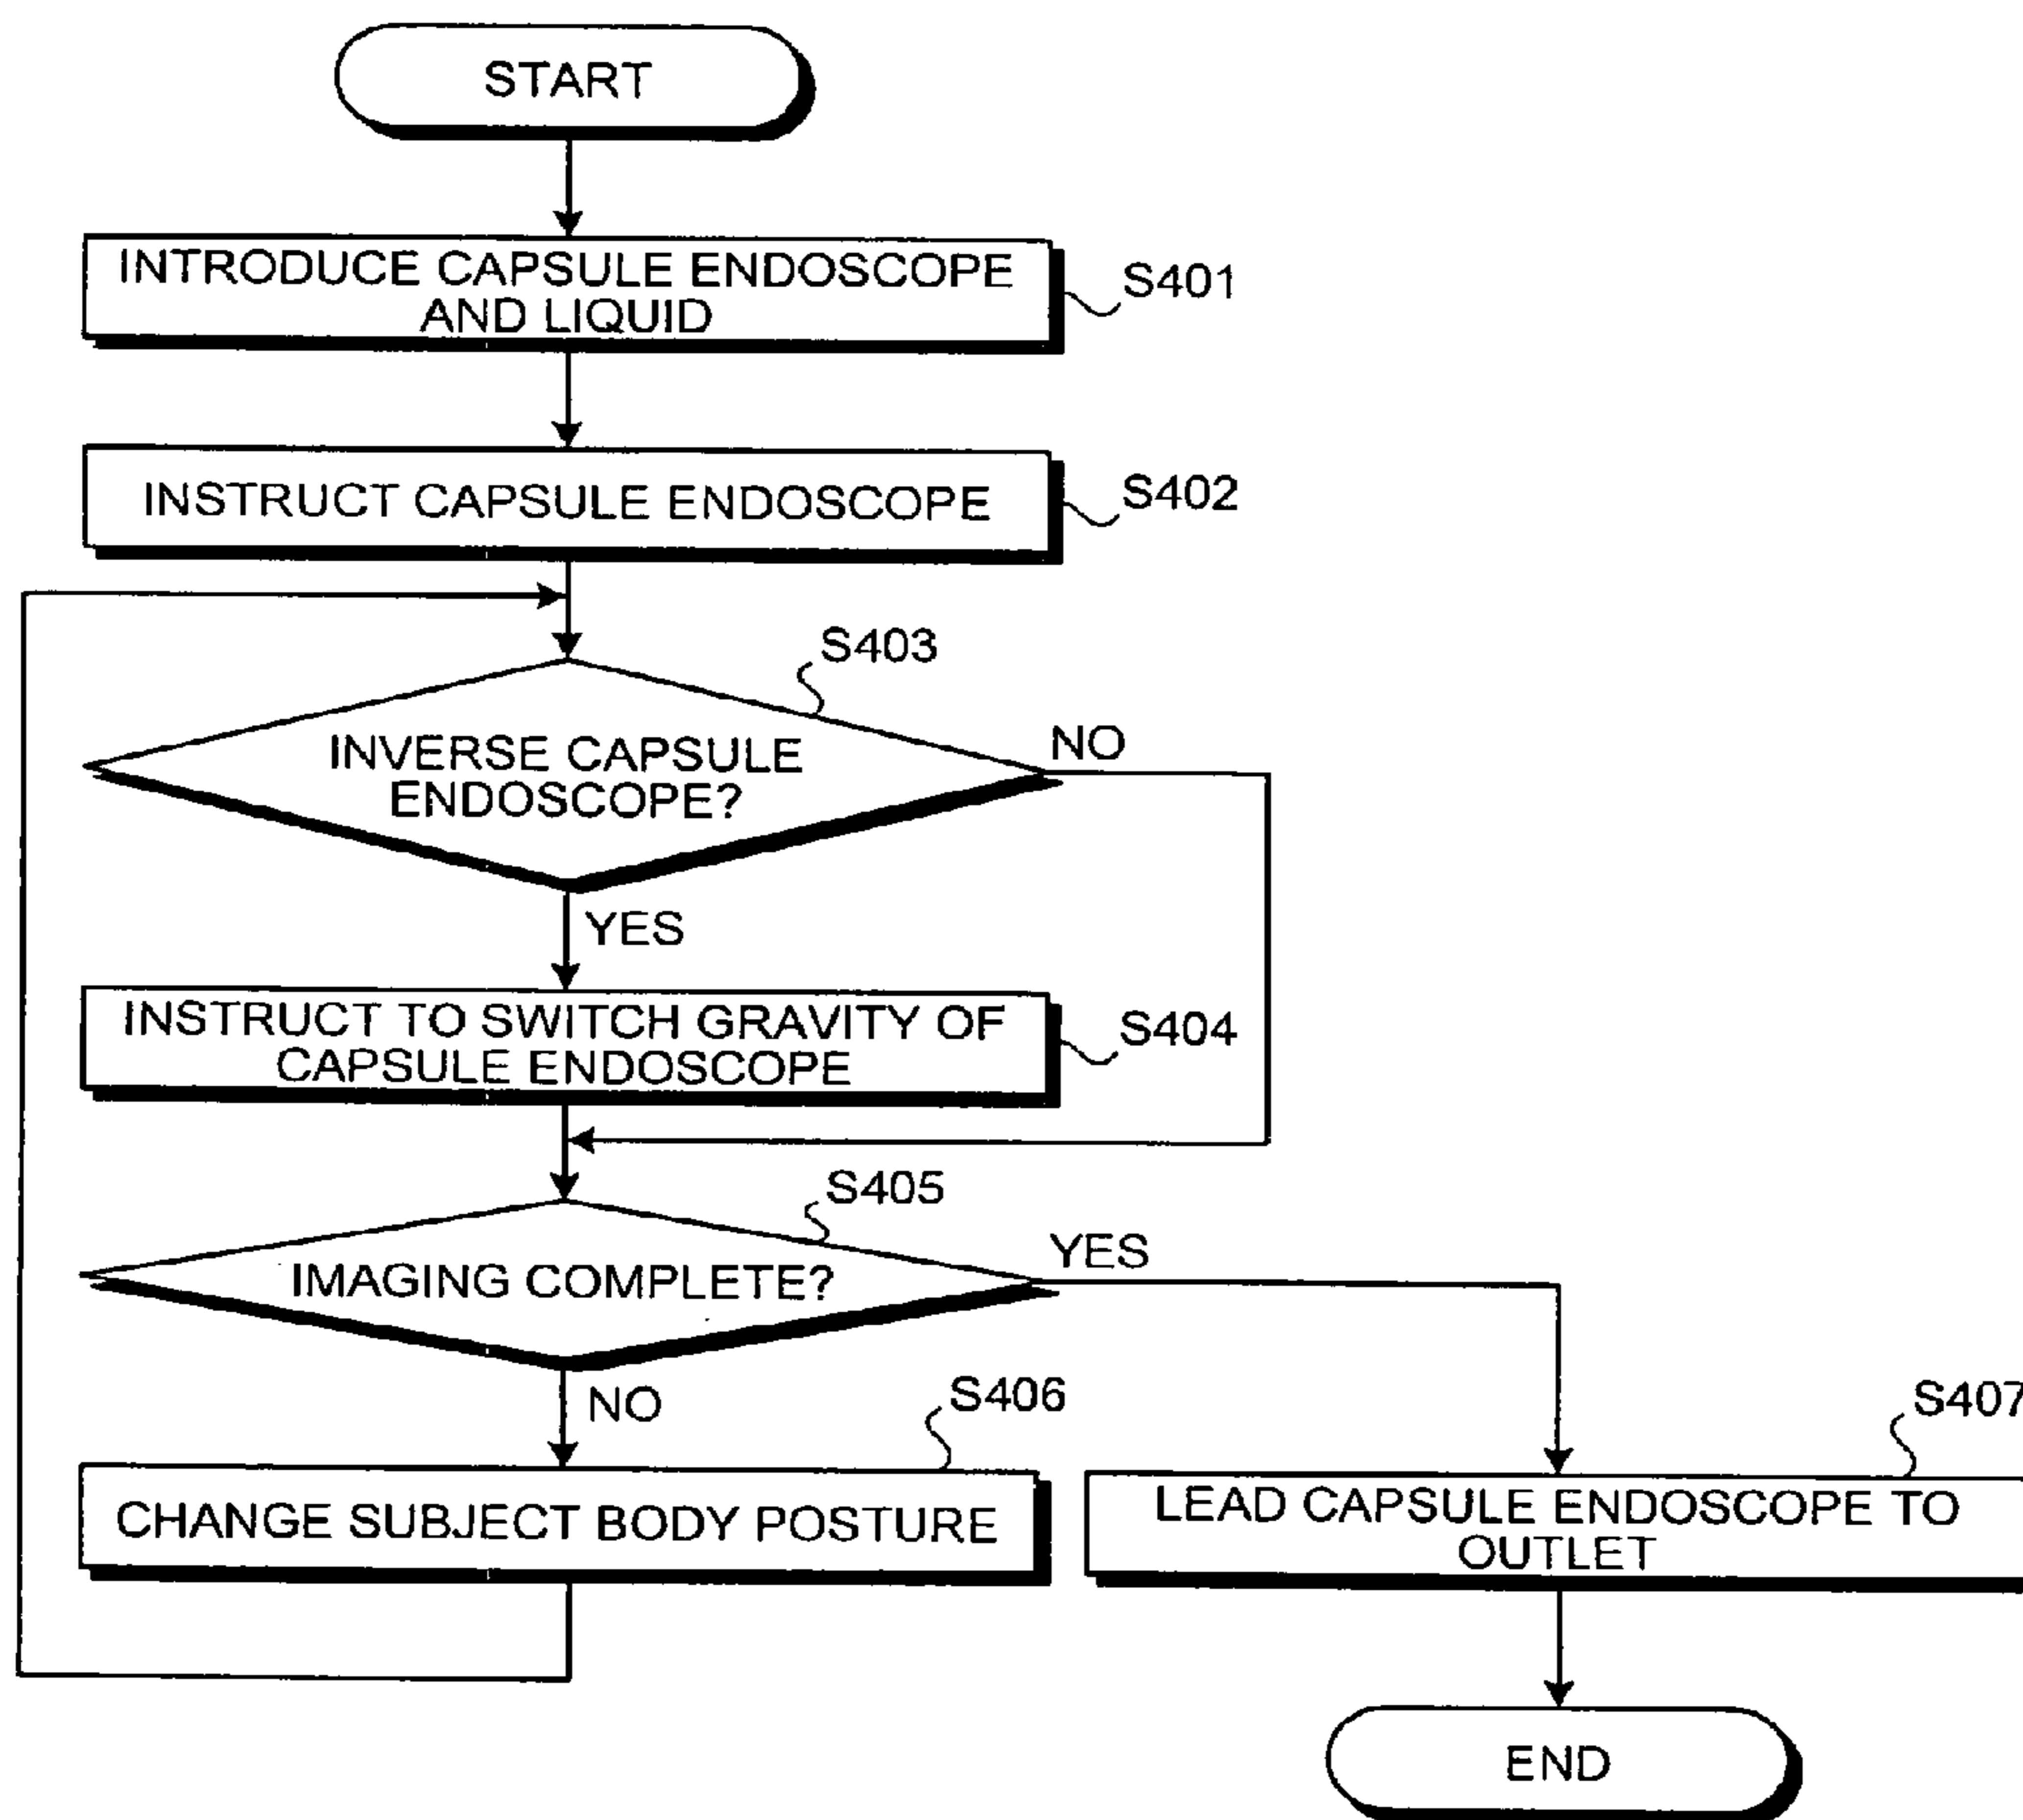 START
INTRODUCE CAPSULE ENDOSCOPE
AND LIQUID
S401
INSTRUCT CAPSULE ENDOSCOPE
S402
S403
INVERSE CAPSULE
ENDOSCOPE?
NO
YES
INSTRUCT TO SWITCH GRAVITY OF
CAPSULE ENDOSCOPE
S404
S405
IMAGING COMPLETE?
YES
NO
S406
CHANGE SUBJECT BODY POSTURE
S407
LEAD CAPSULE ENDOSCOPE TO
OUTLET
END